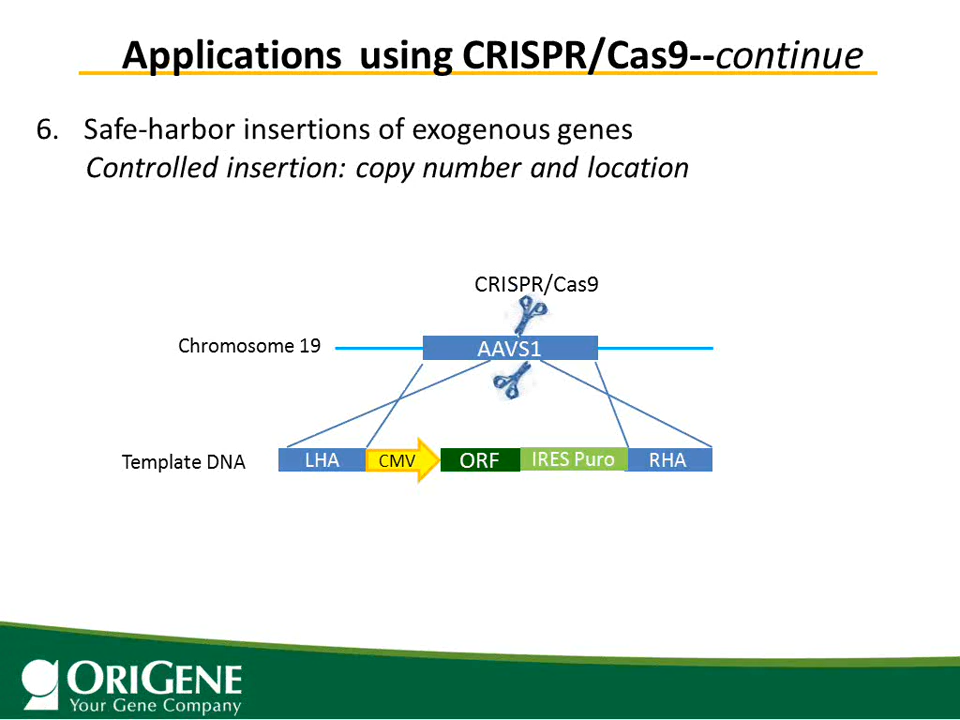 Applications using CRISPR/Cas9--continue
6. Safe-harbor insertions of exogenous genes
Controlled insertion: copy number and location
CRISPR/Cas9
Chromosome 19
AAVS1
Template DNA
LHA
CMV
ORF
IRES Puro
RHA
ORIGENE
Your Gene Company